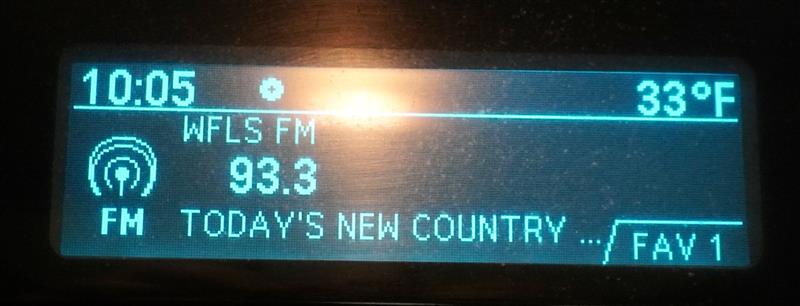 10:05 33°F
WFLS FM
93.3
FM TODAY'S NEW COUNTRY ... FAV 1